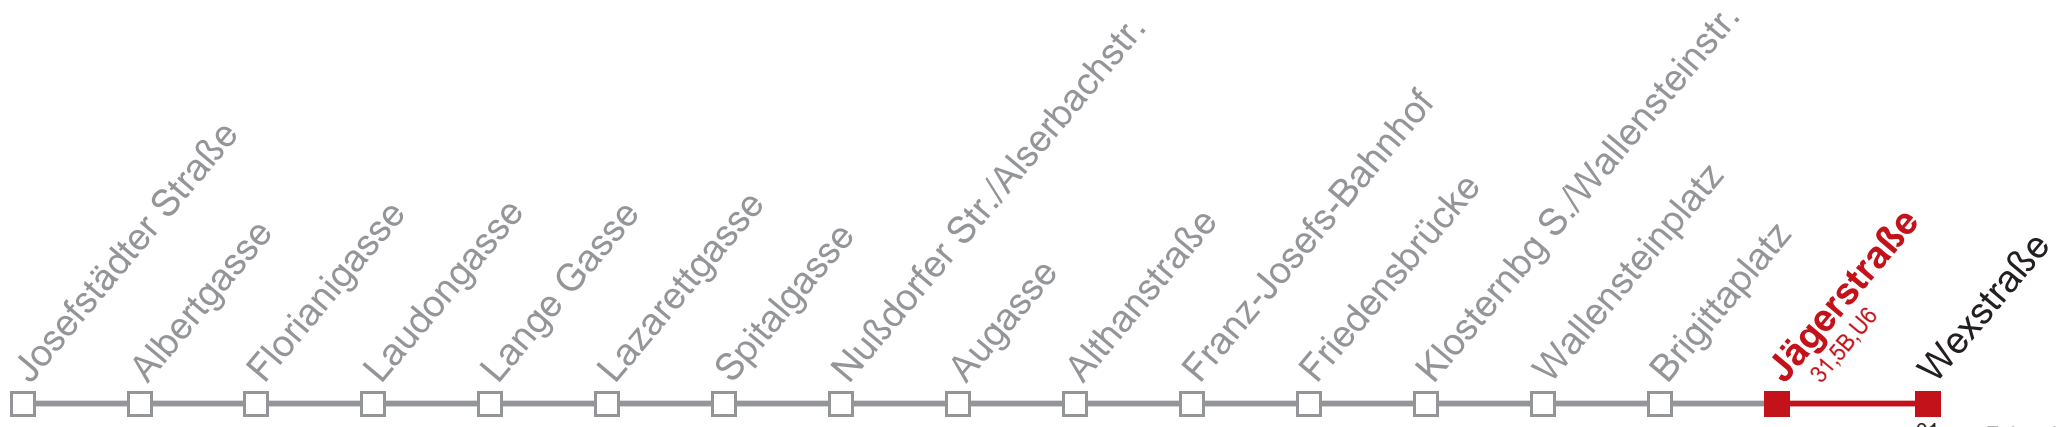 Josefstädter Straße
Albertgasse
Florianigasse
Laudongasse
Lange Gasse
Lazarettgasse
Spitalgasse
Nußdorfer Str./Alserbachstr.
Augasse
Althanstraße
Franz-Josefs-Bahnhof
Friedensbrücke
Klosternbg S./Wallensteinstr.
Wallensteinplatz
Brigittaplatz
Jägerstraße
31,5B,U6
Wexstraße